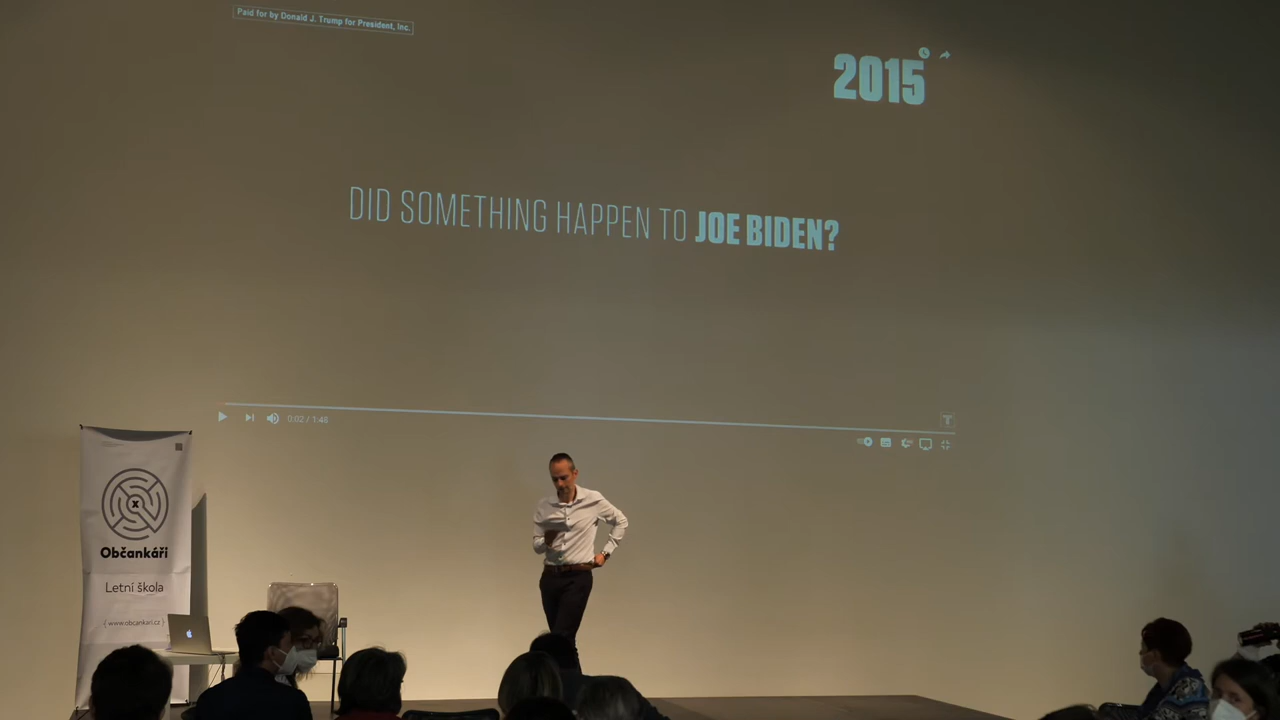 Paid for by Donald J. Trump for President, Inc.
2015
DID SOMETHING HAPPEN TO JOE BIDEN?
0:02 / 1:48
x
Občankáři
Letní škola
{ www.obcankari.cz }